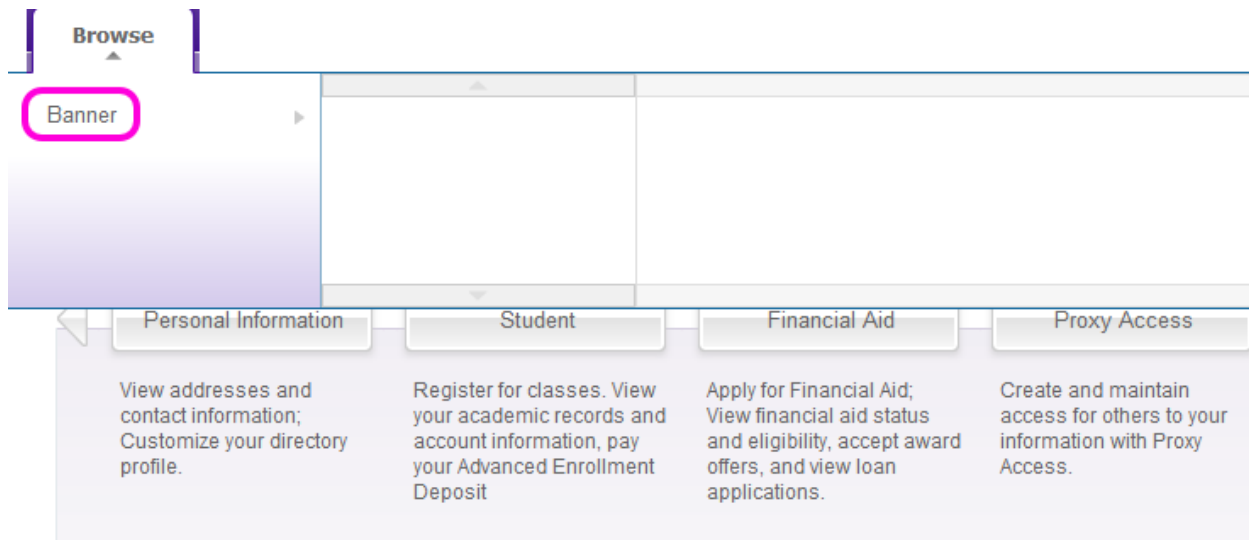 Browse
Banner
Personal Information
Student
Financial Aid
Proxy Access
View addresses and
contact information;
Customize your directory
profile.
Register for classes. View
your academic records and
account information, pay
your Advanced Enrollment
Deposit
Apply for Financial Aid;
View financial aid status
and eligibility, accept award
offers, and view loan
applications.
Create and maintain
access for others to your
information with Proxy
Access.